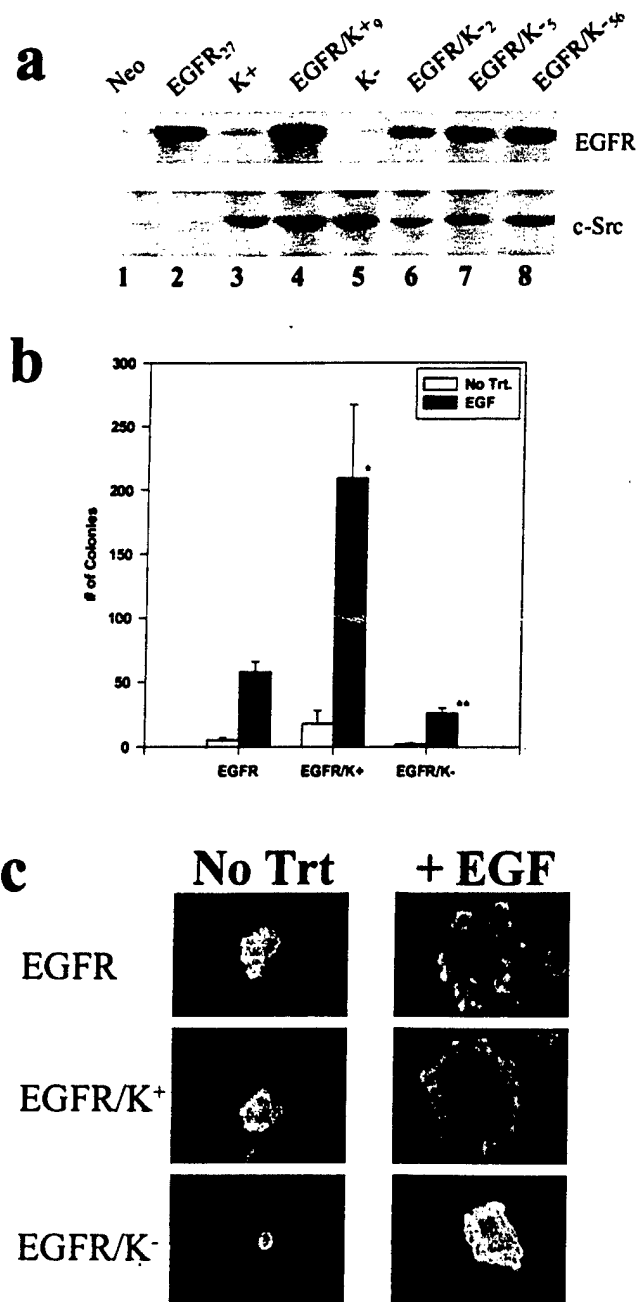 a
Neo EGFR27 K+ EGFR/K+9 K- EGFR/K-2 EGFR/K-5 EGFR/K-56
EGFR
c-Src
1 2 3 4 5 6 7 8
b
300
250
200
150
100
50
0
# of Colonies
No Trt.
EGF
*
**
EGFR EGFR/K+ EGFR/K-
c
No Trt + EGF
EGFR
EGFR/K+
EGFR/K-